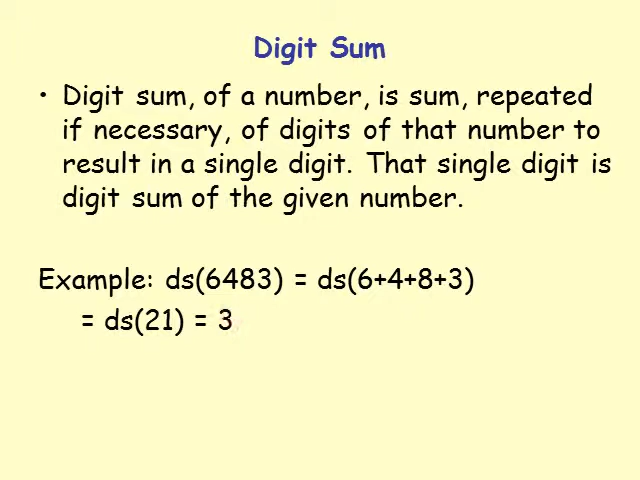 Digit Sum
• Digit sum, of a number, is sum, repeated
if necessary, of digits of that number to
result in a single digit. That single digit is
digit sum of the given number.
Example: ds(6483) = ds(6+4+8+3)
= ds(21) = 3